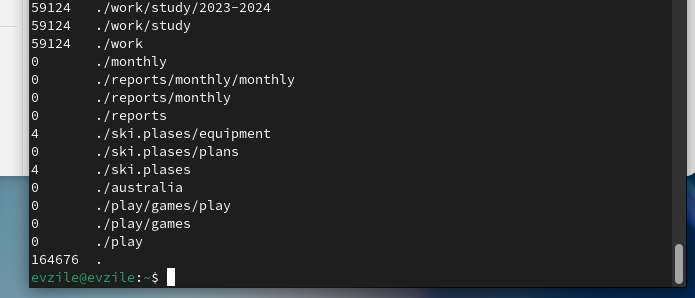 59124   ./work/study/2023-2024
59124   ./work/study
59124   ./work
0       ./monthly
0       ./reports/monthly/monthly
0       ./reports/monthly
0       ./reports
4       ./ski.plases/equipment
0       ./ski.plases/plans
4       ./ski.plases
0       ./australia
0       ./play/games/play
0       ./play/games
0       ./play
164676  .
evzile@evzile:~$